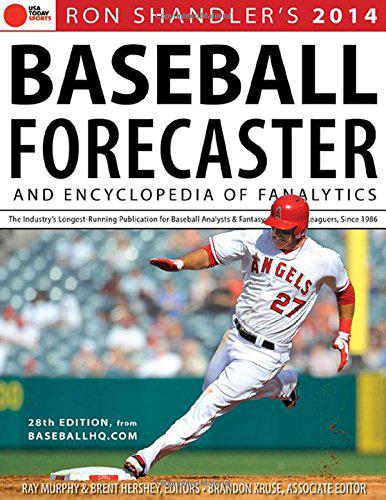 USA
TODAY
SPORTS
RON SHANDLER'S 2014
BASEBALL
FORECASTER
AND ENCYCLOPEDIA OF FANALYTICS
The Industry's Longest-Running Publication for Baseball Analysts & Fantasy Leaguers, Since 1986
ANGELS
27
28th EDITION, from
BASEBALLHQ.COM
RAY MURPHY & BRENT HERSHEY, EDITORS • BRANDON KRUSE, ASSOCIATE EDITOR